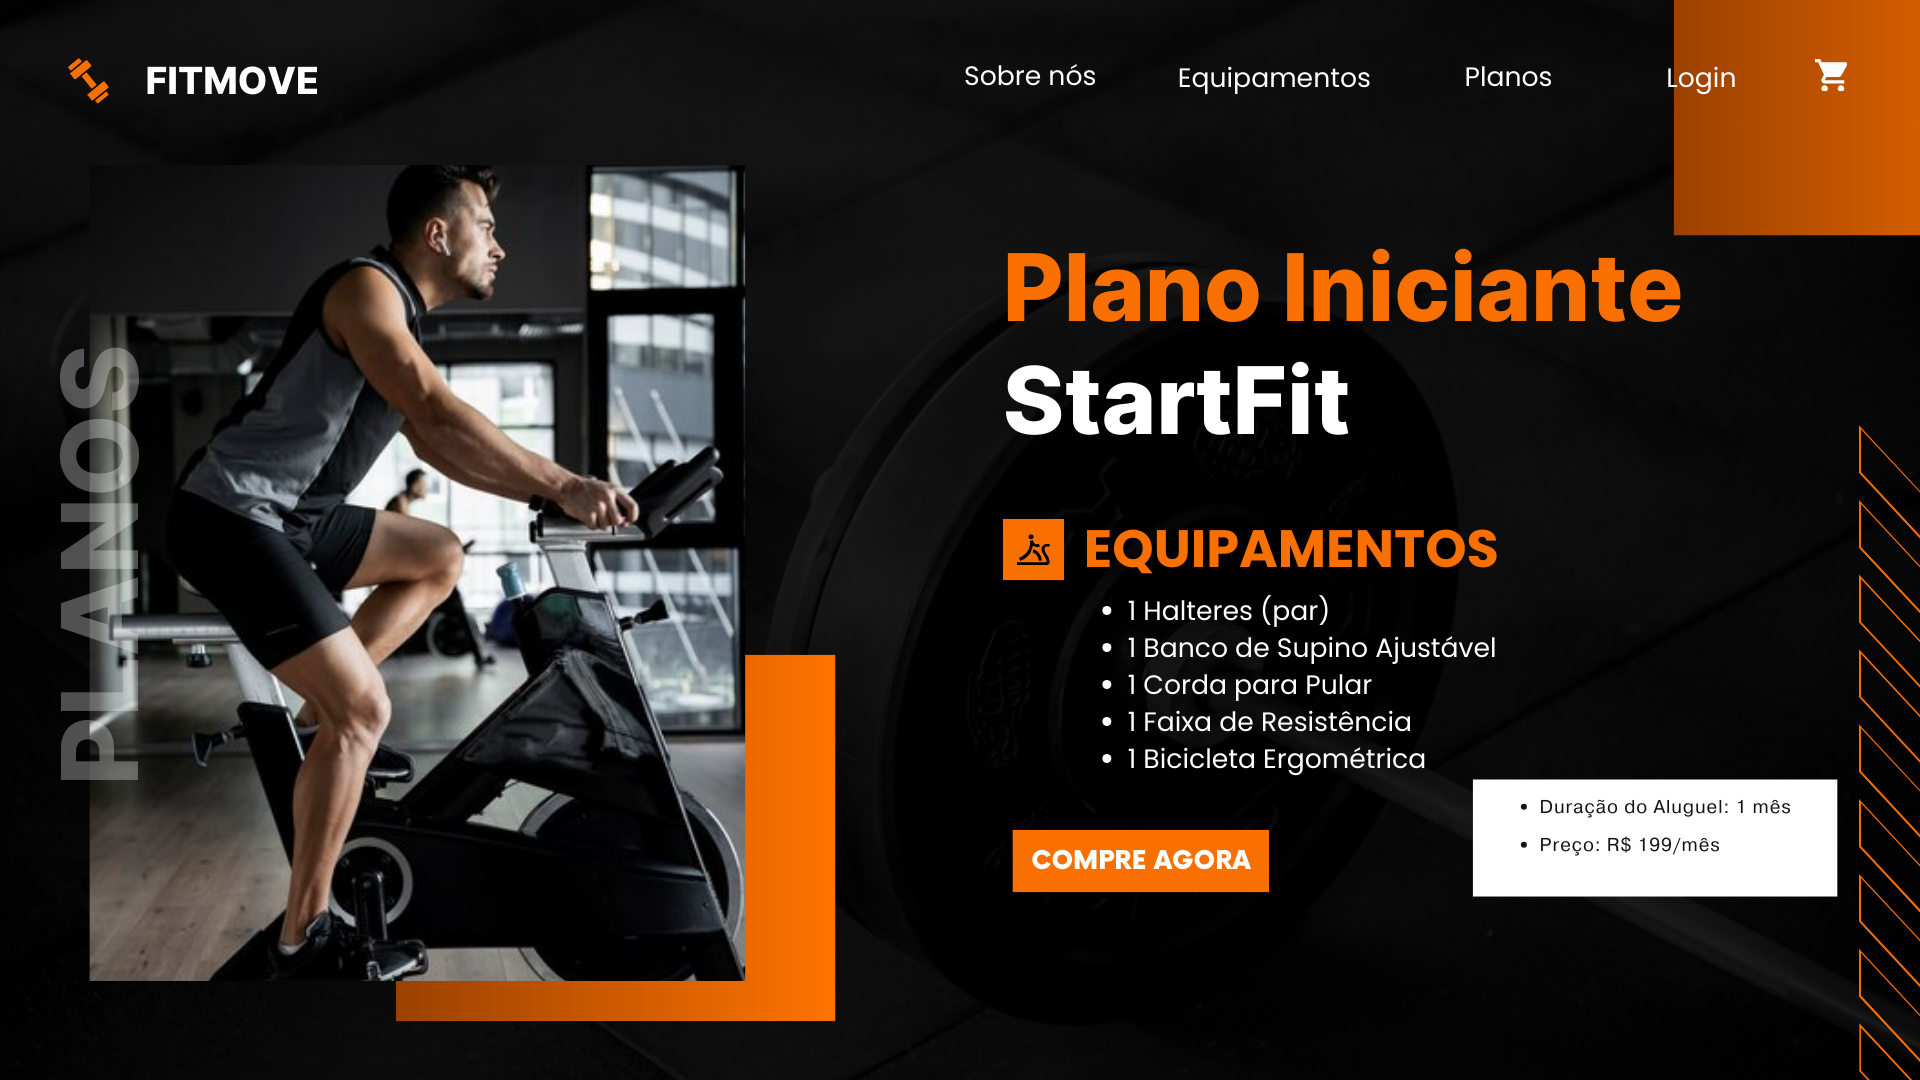 FITMOVE
Sobre nós
Equipamentos
Planos
Login
PLANOS
Plano Iniciante
StartFit
EQUIPAMENTOS
1 Halteres (par)
1 Banco de Supino Ajustável
1 Corda para Pular
1 Faixa de Resistência
1 Bicicleta Ergométrica
Duração do Aluguel: 1 mês
Preço: R$ 199/mês
COMPRE AGORA